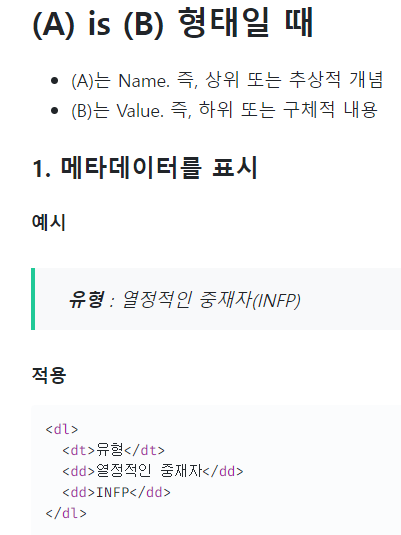 (A) is (B) 형태일 때
(A)는 Name. 즉, 상위 또는 추상적 개념
(B)는 Value. 즉, 하위 또는 구체적 내용
1. 메타데이터를 표시
예시
유형 : 열정적인 중재자(INFP)
적용
<dl>
  <dt>유형</dt>
  <dd>열정적인 중재자</dd>
  <dd>INFP</dd>
</dl>